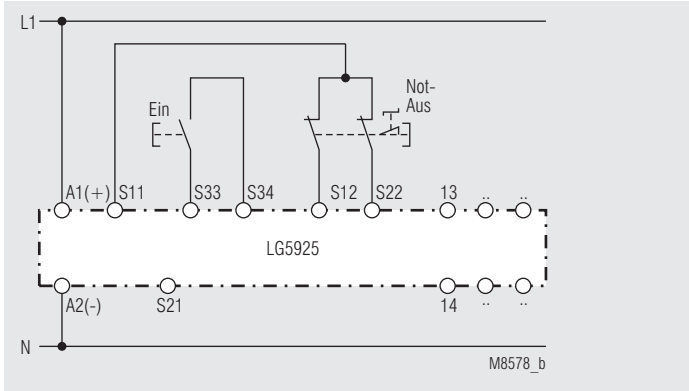 L1
Not-
Aus
Ein
A1(+) S11 S33 S34 S12 S22 13 .. ..
LG5925
A2(-) S21 14 .. ..
N
M8578_b